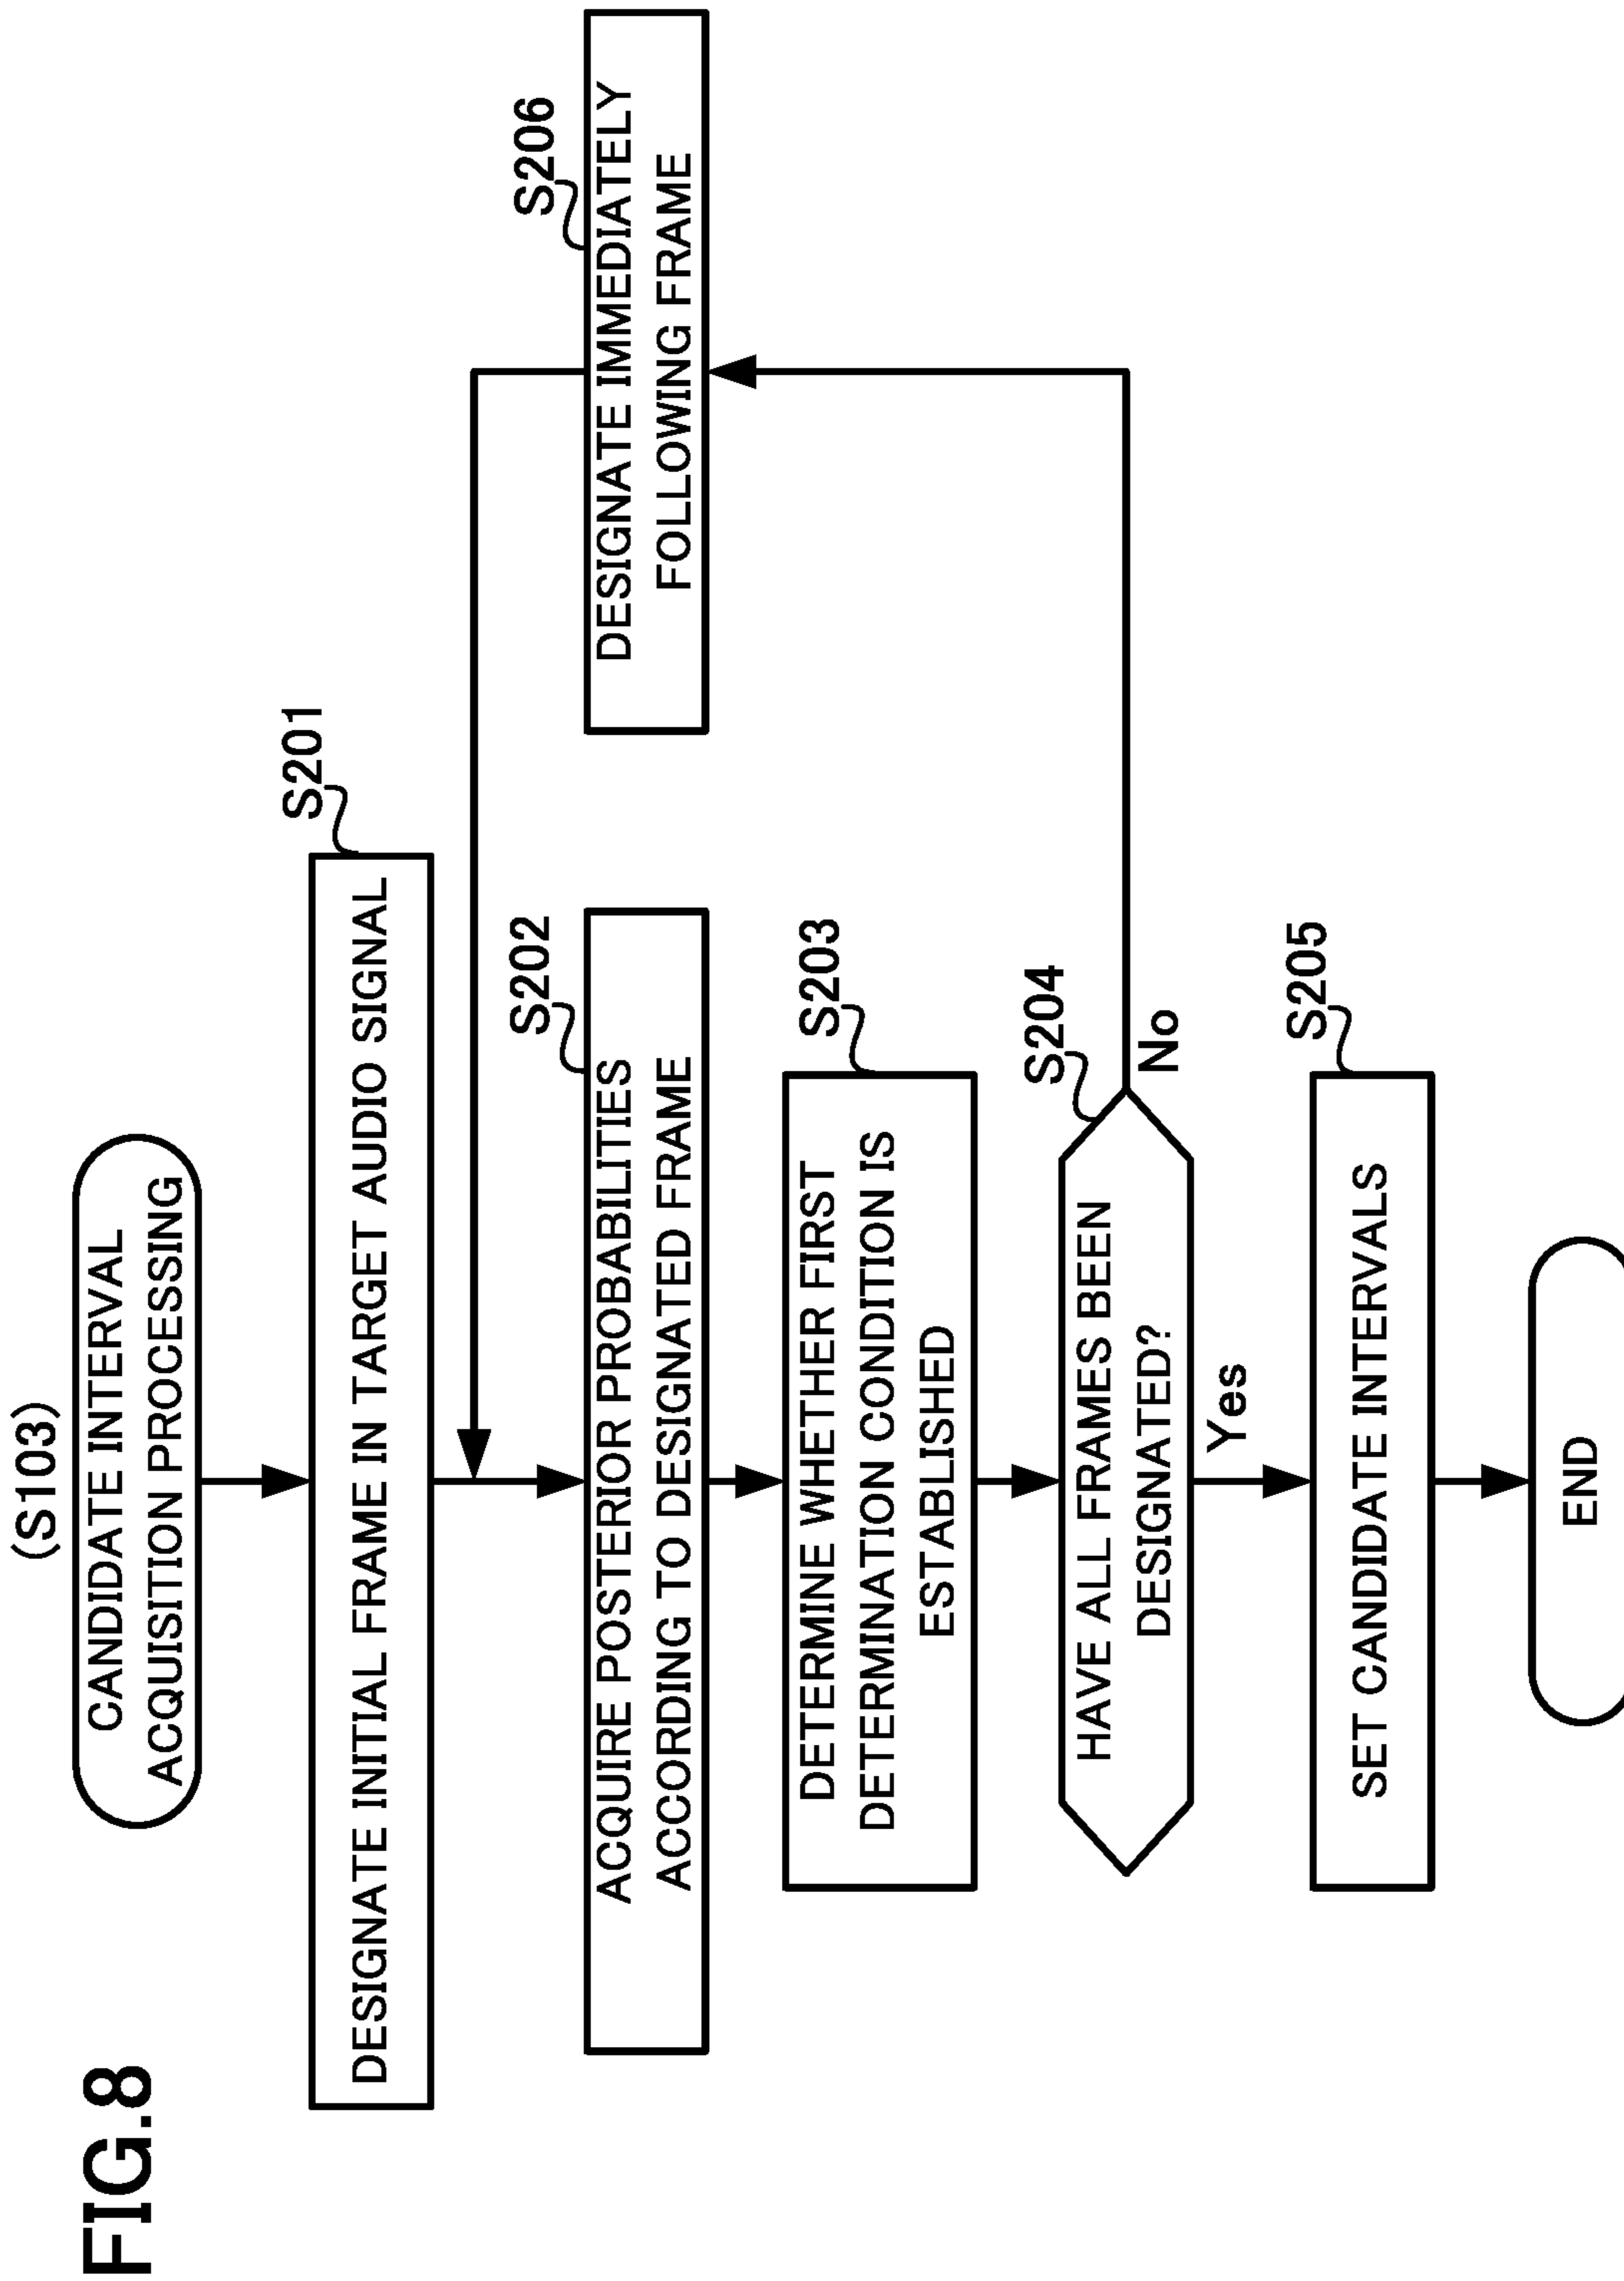 FIG.8
(S103)
CANDIDATE INTERVAL
ACQUISITION PROCESSING
S201
DESIGNATE INITIAL FRAME IN TARGET AUDIO SIGNAL
S202
ACQUIRE POSTERIOR PROBABILITIES
ACCORDING TO DESIGNATED FRAME
S206
DESIGNATE IMMEDIATELY
FOLLOWING FRAME
S203
DETERMINE WHETHER FIRST
DETERMINATION CONDITION IS
ESTABLISHED
S204
HAVE ALL FRAMES BEEN
DESIGNATED?
No
Yes
S205
SET CANDIDATE INTERVALS
END